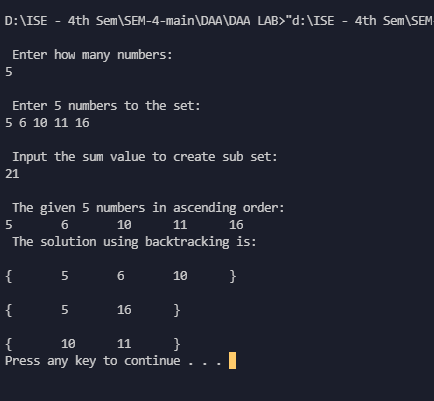 D:\ISE - 4th Sem\SEM-4-main\DAA\DAA LAB>"d:\ISE - 4th Sem\SEM
Enter how many numbers:
5
Enter 5 numbers to the set:
5 6 10 11 16
Input the sum value to create sub set:
21
The given 5 numbers in ascending order:
5 6 10 11 16
The solution using backtracking is:
{ 5 6 10 }
{ 5 16 }
{ 10 11 }
Press any key to continue . . .